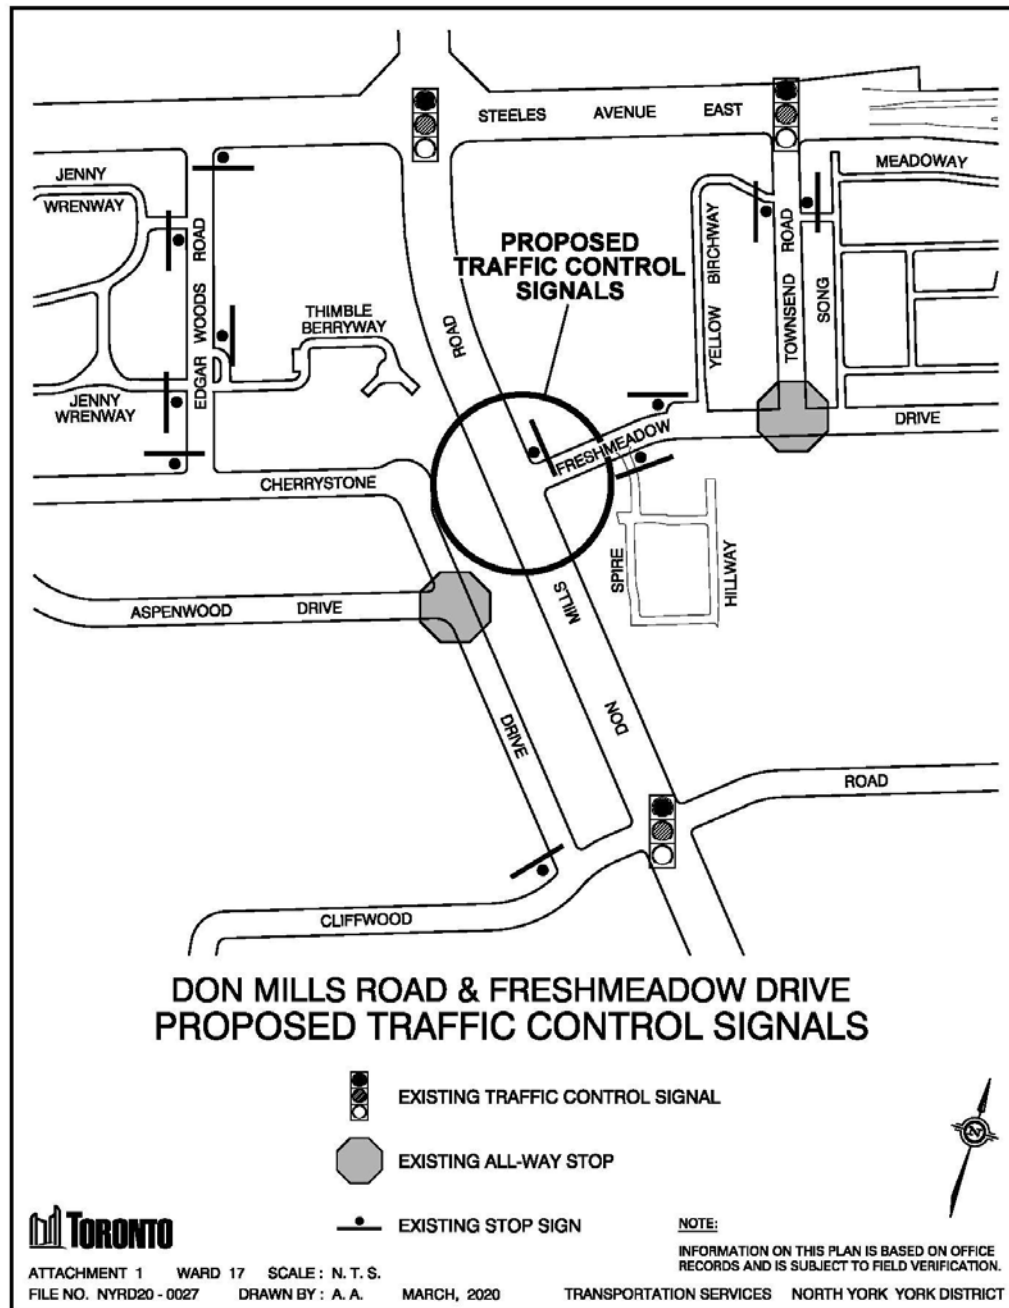 STEELES AVENUE EAST
JENNY
WRENWAY
MEADOWAY
EDGAR WOODS ROAD
PROPOSED
TRAFFIC CONTROL
SIGNALS
YELLOW BIRCHWAY
TOWNSEND ROAD
SONG
THIMBLE
BERRYWAY
ROAD
JENNY
WRENWAY
FRESHMEADOW DRIVE
CHERRYSTONE
SPIRE
HILLWAY
MILLS
ASPENWOOD DRIVE
DRIVE
DON
ROAD
CLIFFWOOD
DON MILLS ROAD & FRESHMEADOW DRIVE
PROPOSED TRAFFIC CONTROL SIGNALS
EXISTING TRAFFIC CONTROL SIGNAL
EXISTING ALL-WAY STOP
N
EXISTING STOP SIGN
TORONTO
NOTE:
INFORMATION ON THIS PLAN IS BASED ON OFFICE
RECORDS AND IS SUBJECT TO FIELD VERIFICATION.
ATTACHMENT 1 WARD 17 SCALE : N. T. S.
FILE NO. NYRD20 - 0027 DRAWN BY : A. A. MARCH, 2020 TRANSPORTATION SERVICES NORTH YORK YORK DISTRICT